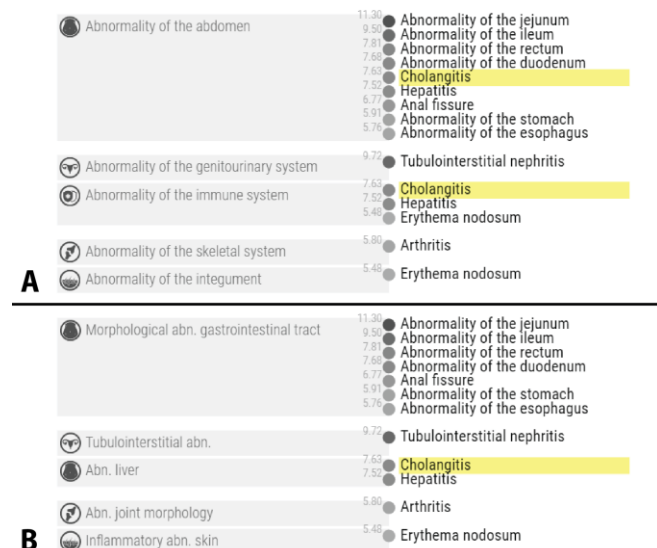 11.30
Abnormality of the abdomen
Abnormality of the jejunum
9.50
Abnormality of the ileum
7.81
Abnormality of the rectum
7.68
Abnormality of the duodenum
7.63
Cholangitis
7.52
Hepatitis
6.77
Anal fissure
5.91
Abnormality of the stomach
5.76
Abnormality of the esophagus
9.72
Abnormality of the genitourinary system
Tubulointerstitial nephritis
7.63
Abnormality of the immune system
Cholangitis
7.52
Hepatitis
5.48
Erythema nodosum
5.80
Abnormality of the skeletal system
Arthritis
5.48
A
Abnormality of the integument
Erythema nodosum
11.30
Morphological abn. gastrointestinal tract
Abnormality of the jejunum
9.50
Abnormality of the ileum
7.81
Abnormality of the rectum
7.68
Abnormality of the duodenum
6.77
Anal fissure
5.91
Abnormality of the stomach
5.76
Abnormality of the esophagus
9.72
Tubulointerstitial abn.
Tubulointerstitial nephritis
7.63
Abn. liver
Cholangitis
7.52
Hepatitis
5.80
Abn. joint morphology
Arthritis
5.48
B
Inflammatory abn. skin
Erythema nodosum